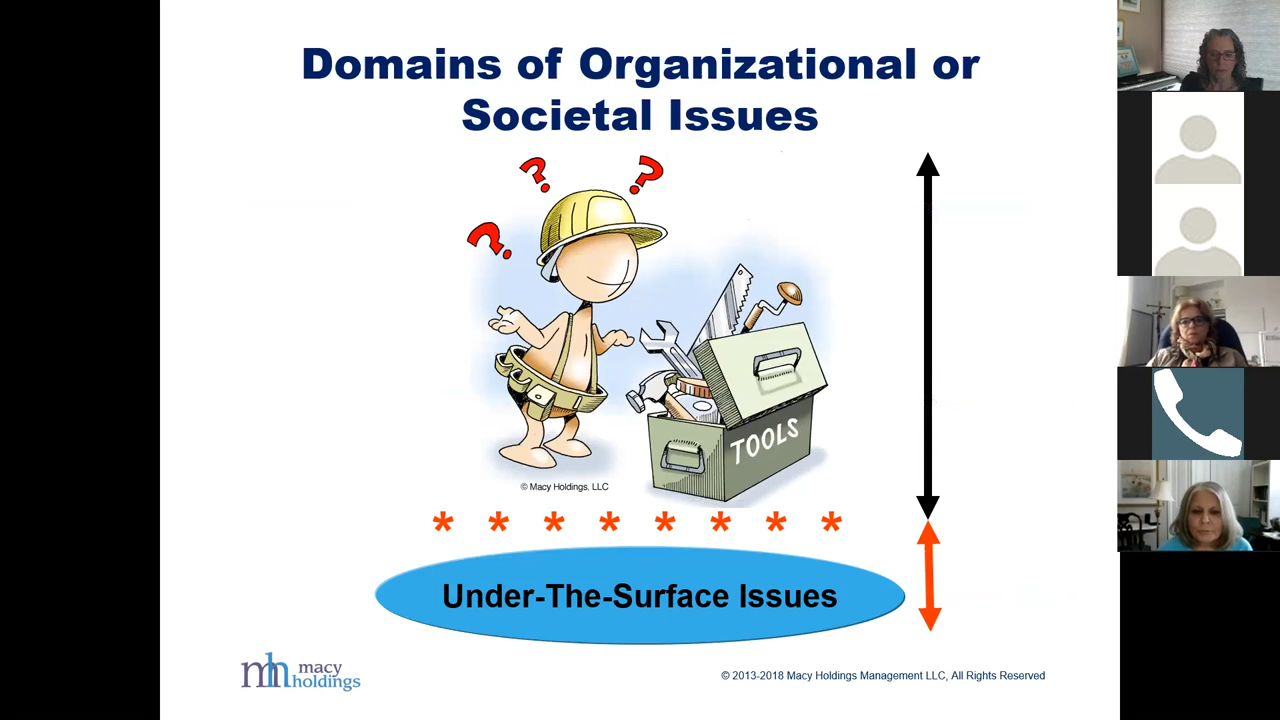 Domains of Organizational or
Societal Issues
? ? ?
TOOLS
© Macy Holdings, LLC
* * * * * * * *
Under-The-Surface Issues
macy
holdings
© 2013-2018 Macy Holdings Management LLC, All Rights Reserved